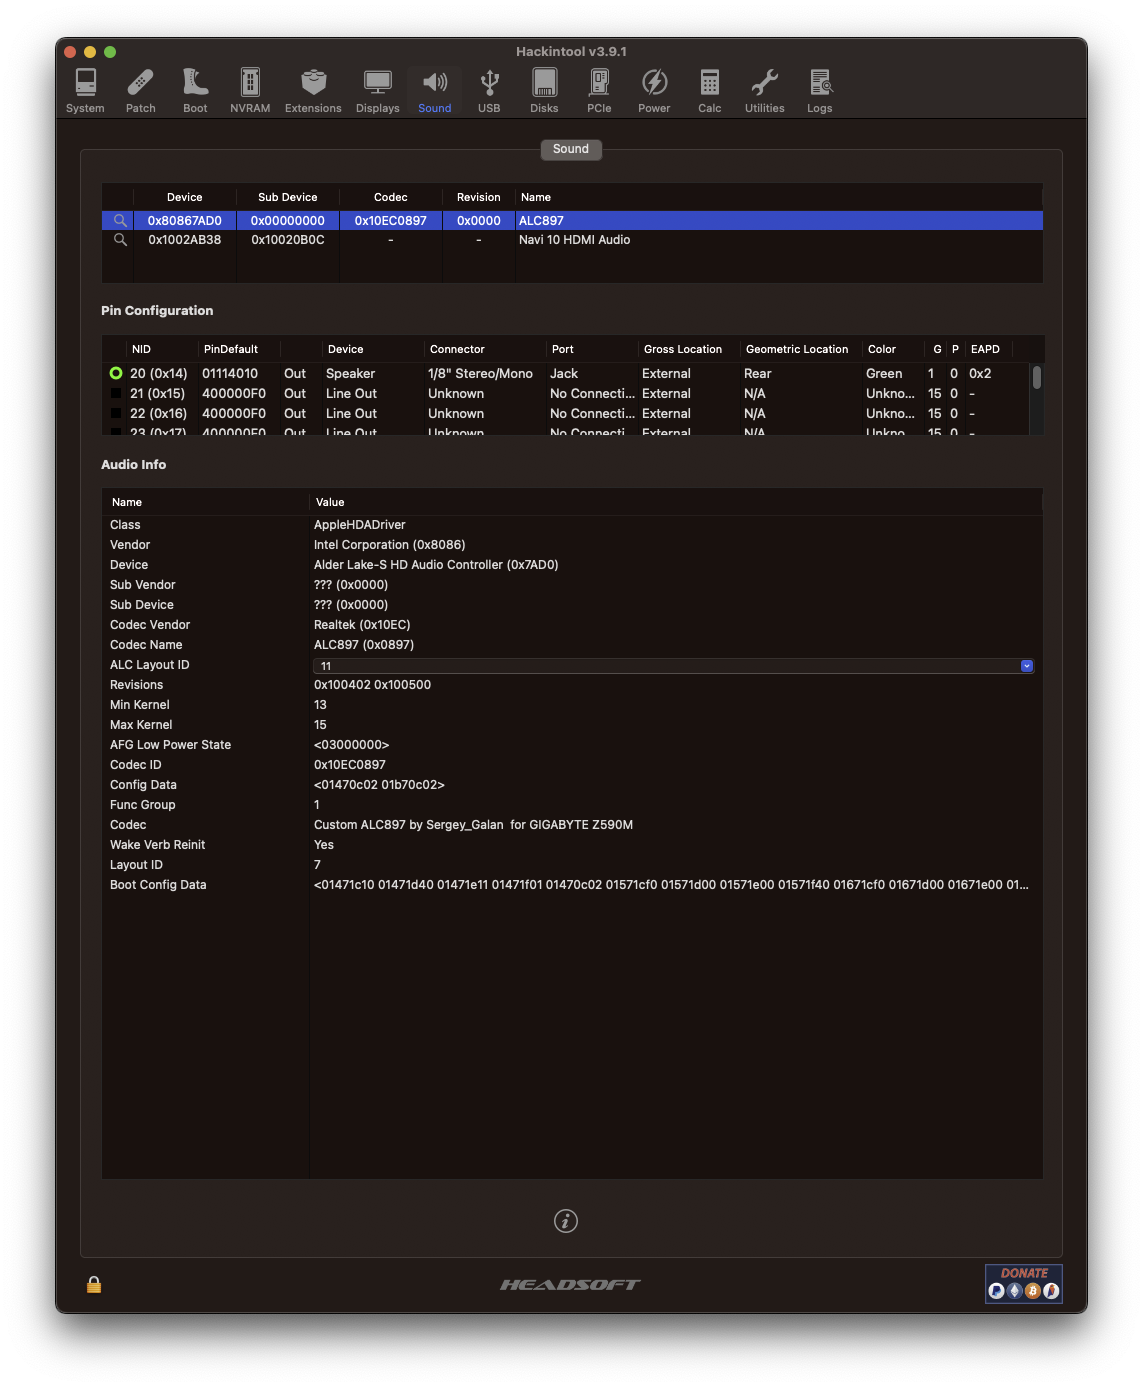 Hackintool v3.9.1
System Patch Boot NVRAM Extensions Displays Sound USB Disks PCIe Power Calc Utilities Logs
Sound
Device Sub Device Codec Revision Name
0x80867AD0 0x00000000 0x10EC0897 0x0000 ALC897
0x1002AB38 0x10020B0C - - Navi 10 HDMI Audio
Pin Configuration
NID PinDefault Device Connector Port Gross Location Geometric Location Color G P EAPD
20 (0x14) 01114010 Out Speaker 1/8" Stereo/Mono Jack External Rear Green 1 0 0x2
21 (0x15) 400000F0 Out Line Out Unknown No Connecti... External N/A Unkno... 15 0 -
22 (0x16) 400000F0 Out Line Out Unknown No Connecti... External N/A Unkno... 15 0 -
23 (0x17) 400000F0 Out Line Out Unknown No Connecti... External N/A Unkno... 15 0 -
Audio Info
Name Value
Class AppleHDADriver
Vendor Intel Corporation (0x8086)
Device Alder Lake-S HD Audio Controller (0x7AD0)
Sub Vendor ??? (0x0000)
Sub Device ??? (0x0000)
Codec Vendor Realtek (0x10EC)
Codec Name ALC897 (0x0897)
ALC Layout ID 11
Revisions 0x100402 0x100500
Min Kernel 13
Max Kernel 15
AFG Low Power State <03000000>
Codec ID 0x10EC0897
Config Data <01470c02 01b70c02>
Func Group 1
Codec Custom ALC897 by Sergey_Galan  for GIGABYTE Z590M
Wake Verb Reinit Yes
Layout ID 7
Boot Config Data <01471c10 01471d40 01471e11 01471f01 01470c02 01571cf0 01571d00 01571e00 01571f40 01671cf0 01671d00 01671e00 01...
HEADSOFT
DONATE